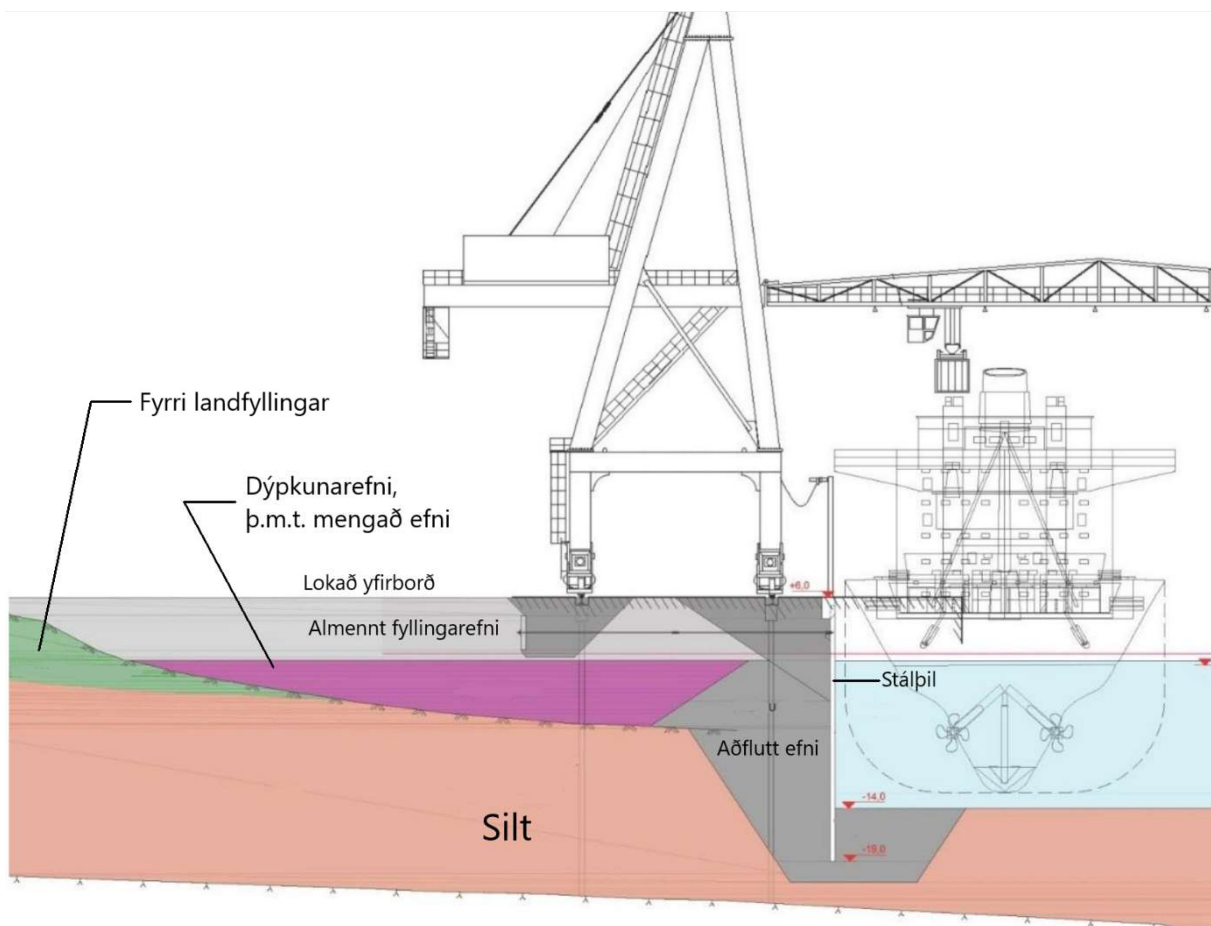 Fyrri landfyllingar
Dýpkunarefni,
þ.m.t. mengað efni
Lokað yfirborð
+6,0
Almennt fyllingarefni
Stálþil
Aðflutt efni
-14,0
Silt
-19,0